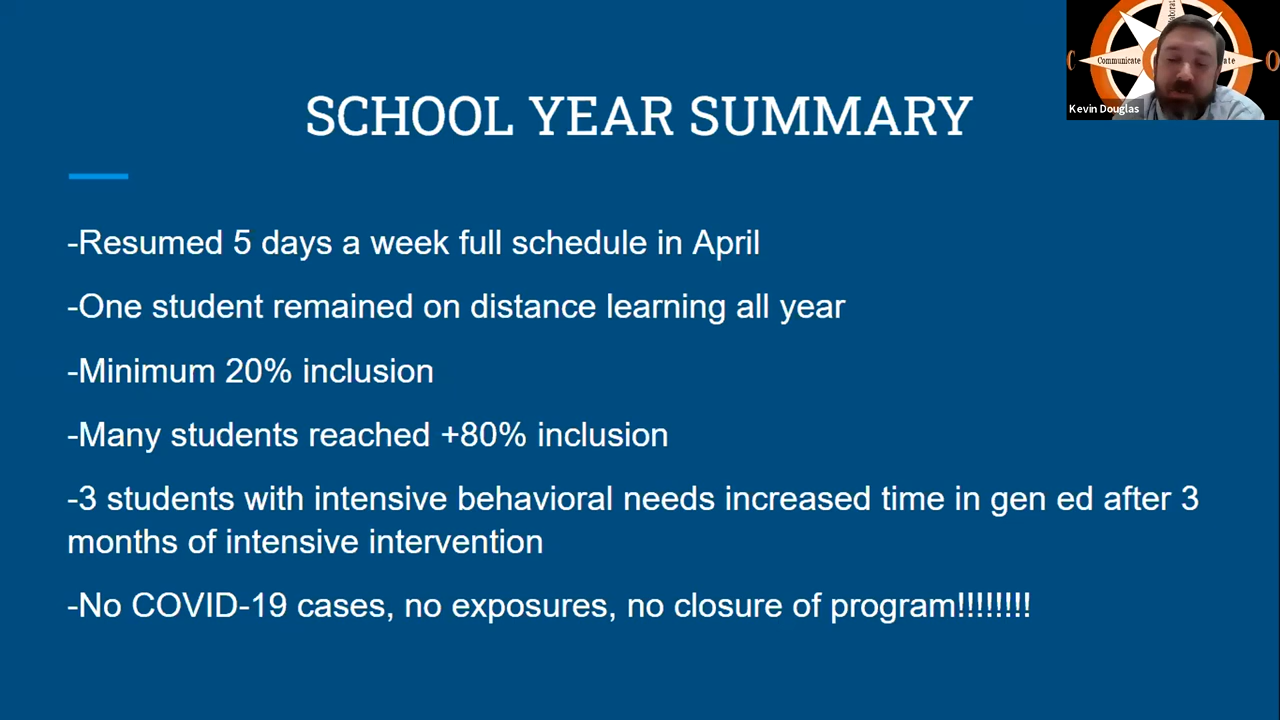 SCHOOL YEAR SUMMARY
-Resumed 5 days a week full schedule in April
-One student remained on distance learning all year
-Minimum 20% inclusion
-Many students reached +80% inclusion
-3 students with intensive behavioral needs increased time in gen ed after 3
months of intensive intervention
-No COVID-19 cases, no exposures, no closure of program!!!!!!!!
C
Communicate
O
Kevin Douglas